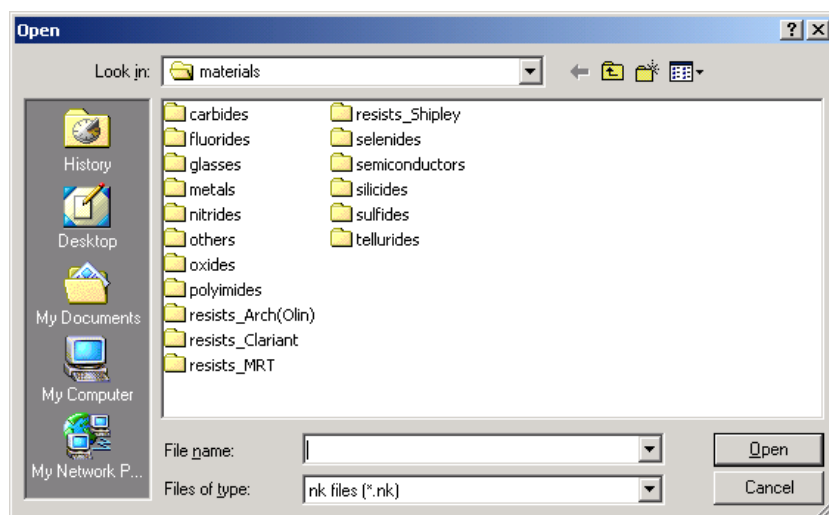 Open
Look in: materials
History
Desktop
My Documents
My Computer
My Network P...
carbides
fluorides
glasses
metals
nitrides
others
oxides
polyimides
resists_Arch(Olin)
resists_Clariant
resists_MRT
resists_Shipley
selenides
semiconductors
silicides
sulfides
tellurides
File name:
Open
Files of type: nk files (*.nk)
Cancel